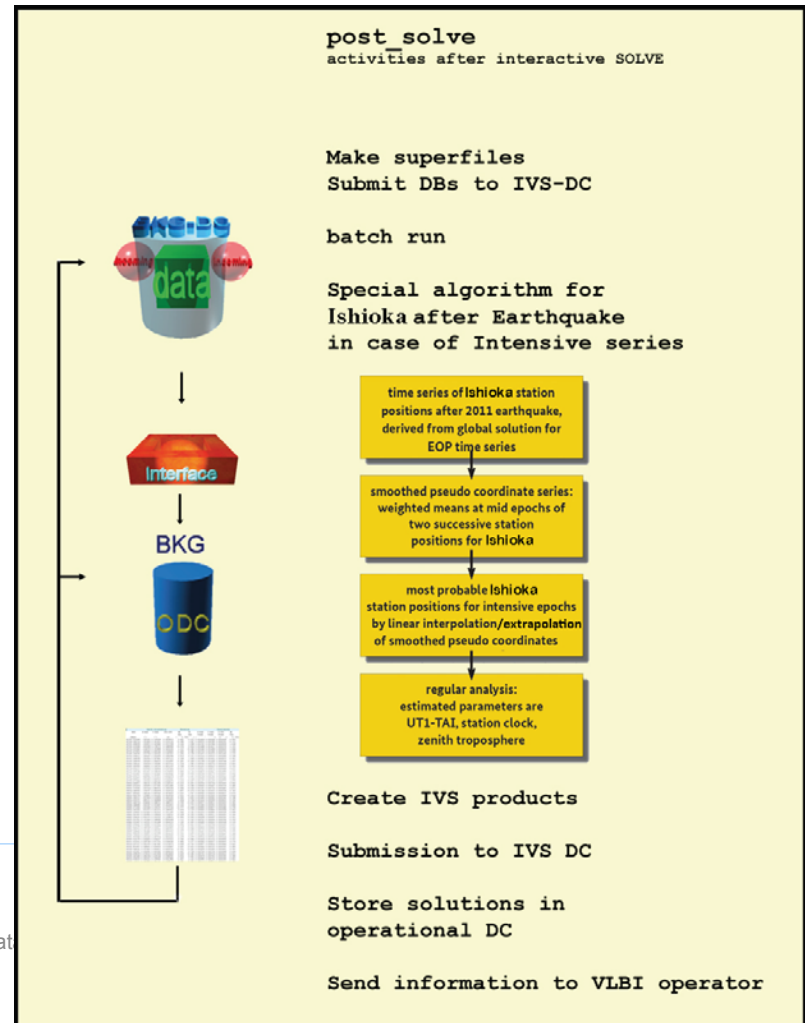 post_solve
activities after interactive SOLVE
Make superfiles
Submit DBs to IVS-DC
batch run
Special algorithm for
Ishioka after Earthquake
in case of Intensive series
BKG-DS
incoming
incoming
data
Interface
BKG
ODC
time series of Ishioka station
positions after 2011 earthquake,
derived from global solution for
EOP time series
smoothed pseudo coordinate series:
weighted means at mid epochs of
two successive station
positions for Ishioka
most probable Ishioka
station positions for intensive epochs
by linear interpolation/extrapolation
of smoothed pseudo coordinates
regular analysis:
estimated parameters are
UT1-TAI, station clock,
zenith troposphere
Create IVS products
Submission to IVS DC
Store solutions in
operational DC
Send information to VLBI operator